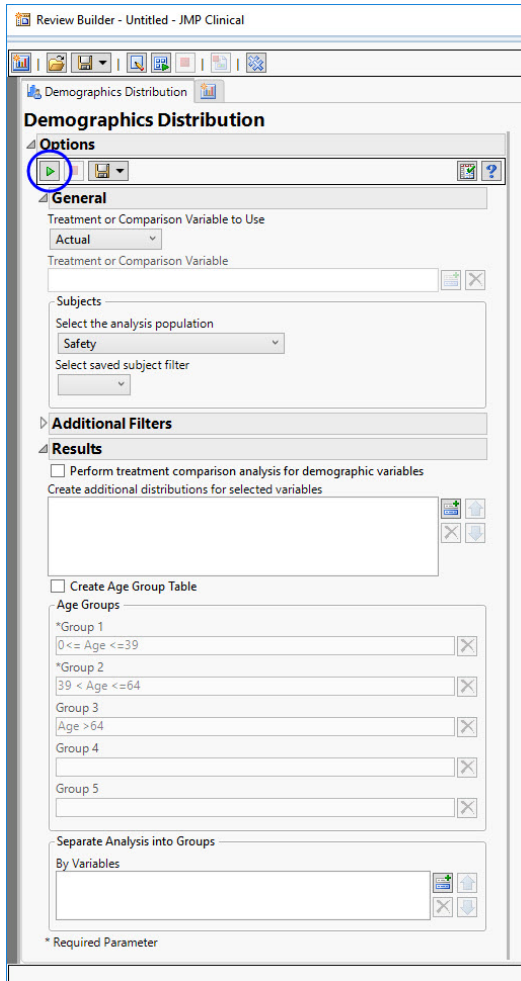 Review Builder - Untitled - JMP Clinical
Demographics Distribution
Demographics Distribution
Options
?
General
Treatment or Comparison Variable to Use
Actual
Treatment or Comparison Variable
Subjects
Select the analysis population
Safety
Select saved subject filter
Additional Filters
Results
Perform treatment comparison analysis for demographic variables
Create additional distributions for selected variables
Create Age Group Table
Age Groups
*Group 1
0<= Age <=39
*Group 2
39 < Age <=64
Group 3
Age >64
Group 4
Group 5
Separate Analysis into Groups
By Variables
* Required Parameter